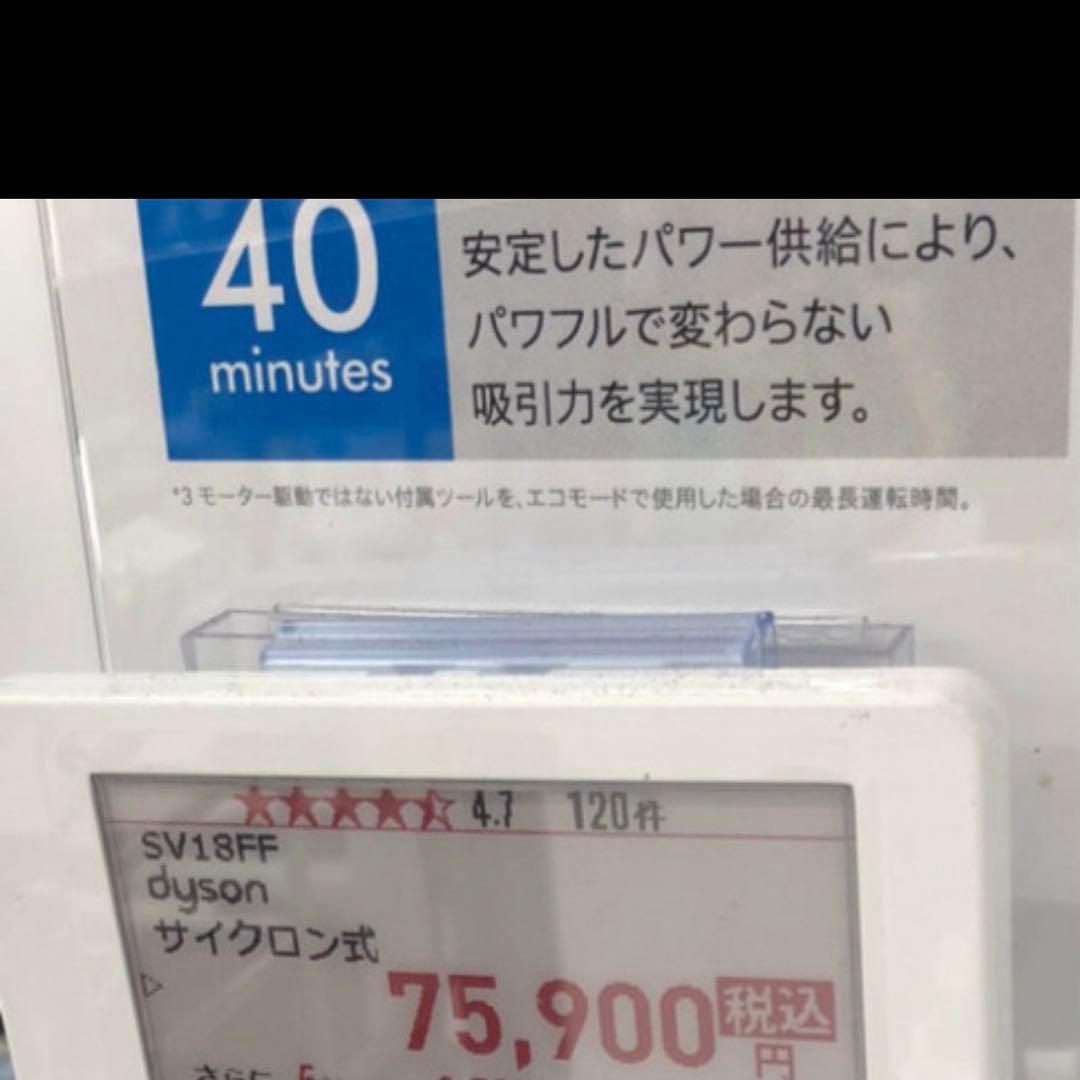 40
minutes
安定したパワー供給により、
パワフルで変わらない
吸引力を実現します。
*3 モーター駆動ではない付属ツールを、エコモードで使用した場合の最長運転時間。
4.7 120件
SV18FF
dyson
サイクロン式
75,900 税込
円
さらに